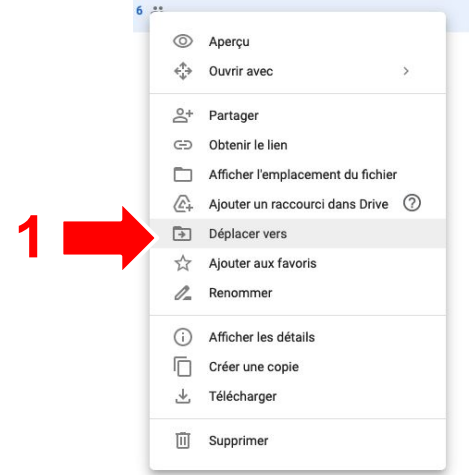 6
Aperçu
Ouvrir avec
Partager
Obtenir le lien
Afficher l'emplacement du fichier
Ajouter un raccourci dans Drive ?
1 Déplacer vers
Ajouter aux favoris
Renommer
Afficher les détails
Créer une copie
Télécharger
Supprimer